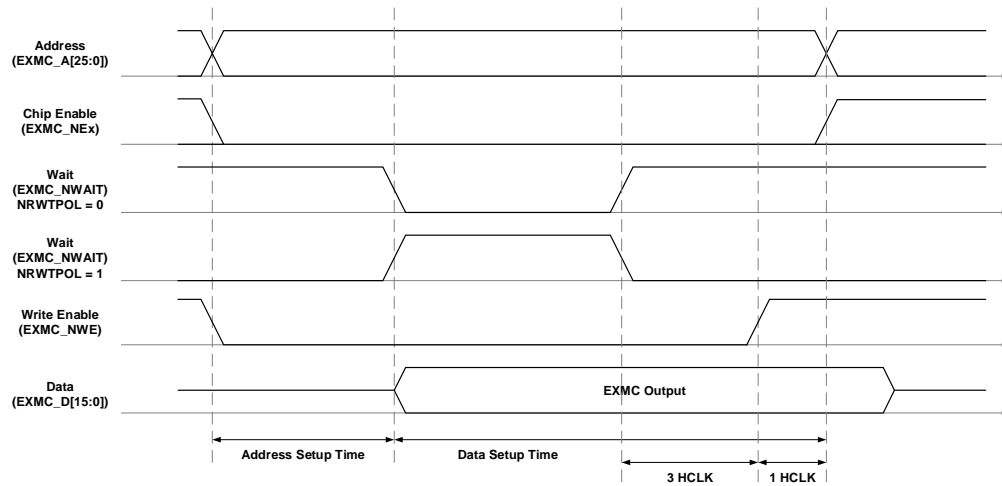 Address
(EXMC_A[25:0])
Chip Enable
(EXMC_NEx)
Wait
(EXMC_NWAIT)
NRWTPOL = 0
Wait
(EXMC_NWAIT)
NRWTPOL = 1
Write Enable
(EXMC_NWE)
Data
(EXMC_D[15:0])
EXMC Output
Address Setup Time
Data Setup Time
3 HCLK
1 HCLK